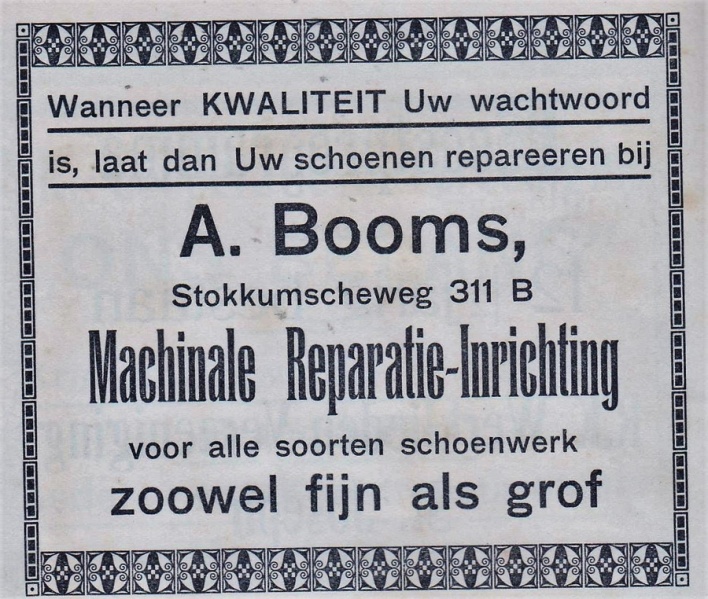 Wanneer KWALITEIT Uw wachtwoord
is, laat dan Uw schoenen repareeren bij
A. Booms,
Stokkumscheweg 311 B
Machinale Reparatie-Inrichting
voor alle soorten schoenwerk
zoowel fijn als grof